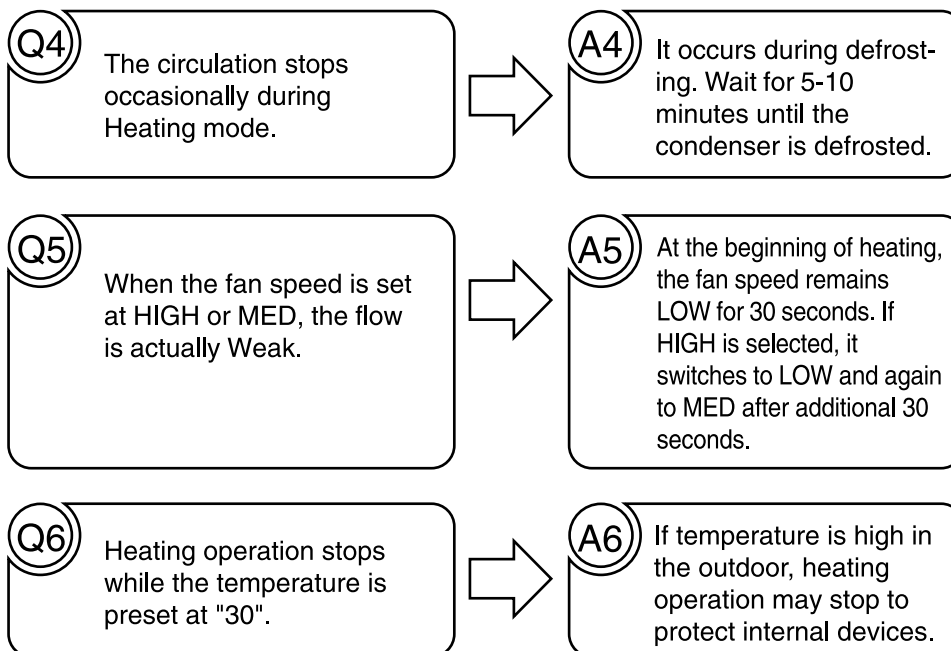 Q4
The circulation stops
occasionally during
Heating mode.
A4
It occurs during defrost-
ing. Wait for 5-10
minutes until the
condenser is defrosted.
Q5
When the fan speed is set
at HIGH or MED, the flow
is actually Weak.
A5
At the beginning of heating,
the fan speed remains
LOW for 30 seconds. If
HIGH is selected, it
switches to LOW and again
to MED after additional 30
seconds.
Q6
Heating operation stops
while the temperature is
preset at "30".
A6
If temperature is high in
the outdoor, heating
operation may stop to
protect internal devices.